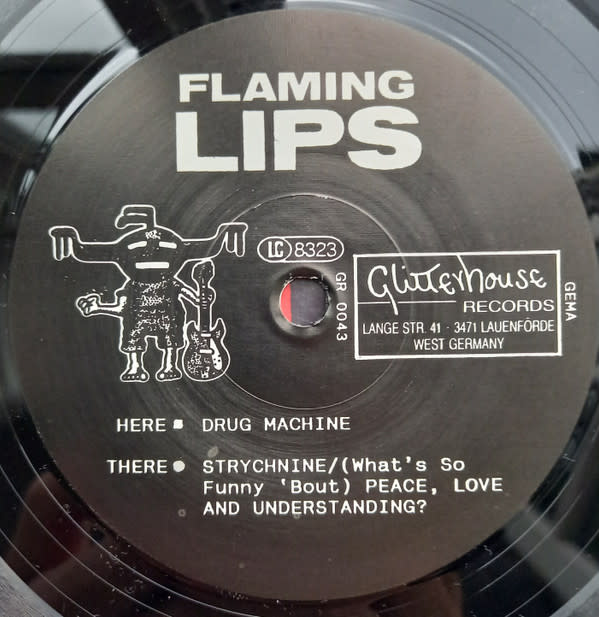 FLAMING
LIPS
LC 8323
GR 0043
Glitterhouse
RECORDS
LANGE STR. 41 · 3471 LAUENFÖRDE
WEST GERMANY
GEMA
HERE ▪ DRUG MACHINE
THERE ● STRYCHNINE/(What's So
Funny 'Bout) PEACE, LOVE
AND UNDERSTANDING?